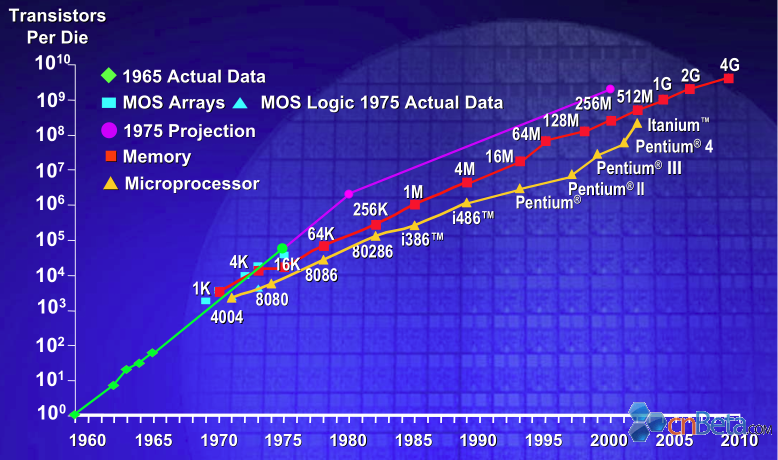 Transistors
Per Die
10¹⁰
10⁹
10⁸
10⁷
10⁶
10⁵
10⁴
10³
10²
10¹
10⁰
1965 Actual Data
MOS Arrays
MOS Logic 1975 Actual Data
1975 Projection
Memory
Microprocessor
1K
4K
16K
64K
256K
1M
4M
16M
64M
128M
256M
512M
1G
2G
4G
4004
8080
8086
80286
i386™
i486™
Pentium®
Pentium® II
Pentium® III
Pentium® 4
Itanium™
1960
1965
1970
1975
1980
1985
1990
1995
2000
2005
2010
cnBeta.com